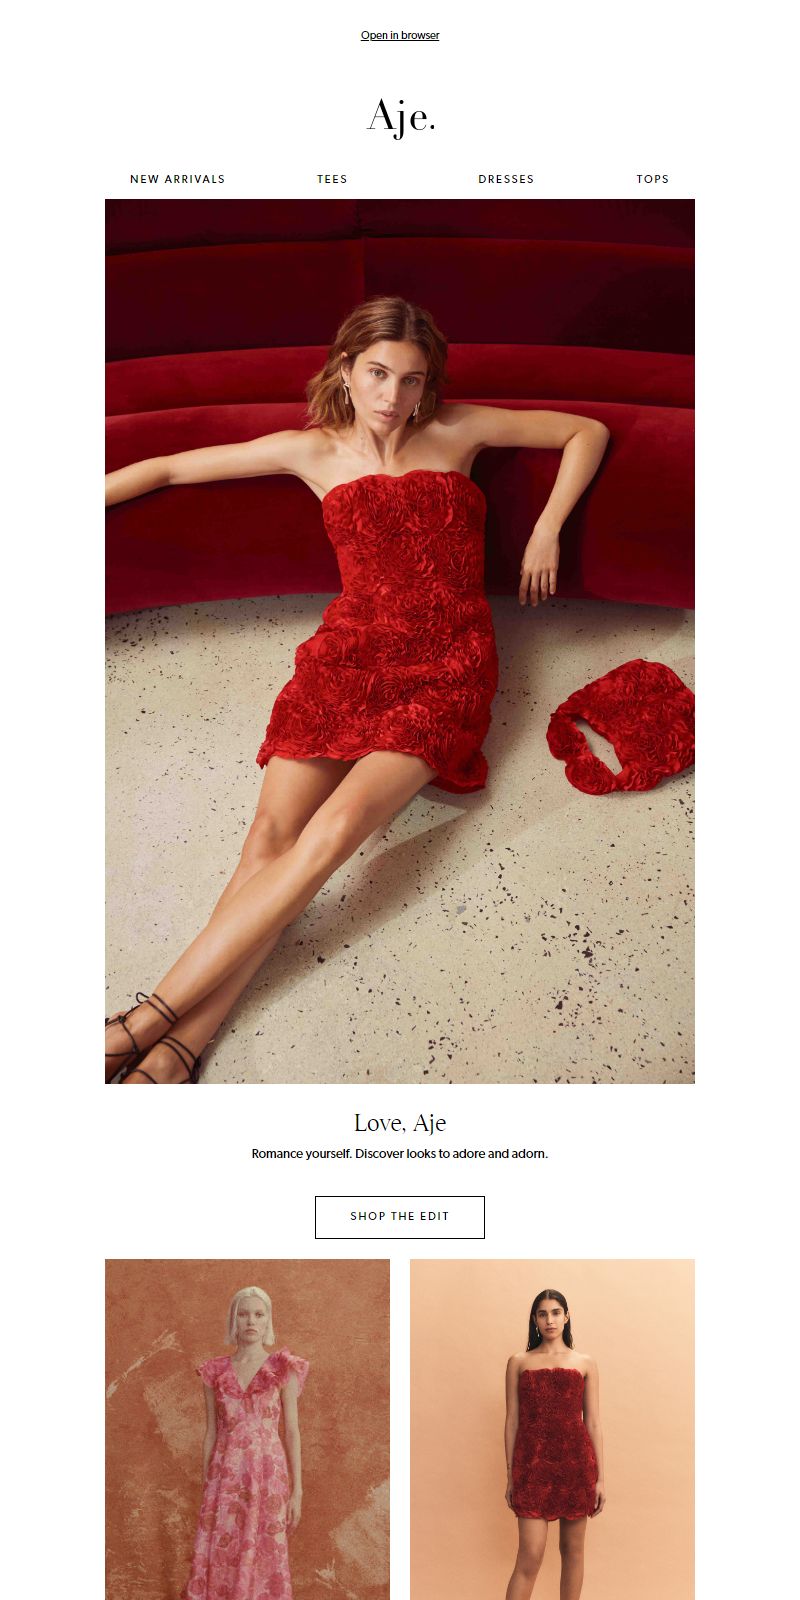 Open in browser
Aje.
NEW ARRIVALS
TEES
DRESSES
TOPS
Love, Aje
Romance yourself. Discover looks to adore and adorn.
SHOP THE EDIT